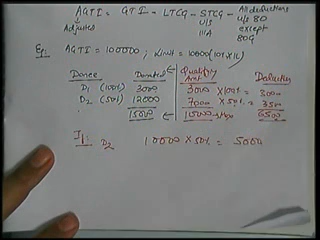 AGTI = GTI - LTCG - STCG - All deductions
Adjusted u/s 111A u/s 80 except 80G
Eg: AGTI = 100000 ; Limit = 10000 (10% × 1L)
Donee Donated Qualifying Amt. Deduction
D1 (100%) 3000 3000 × 100% = 3000
D2 (50%) 12000 7000 × 50% = 3500
15000 6500
If: D2 10000 × 50% = 5000